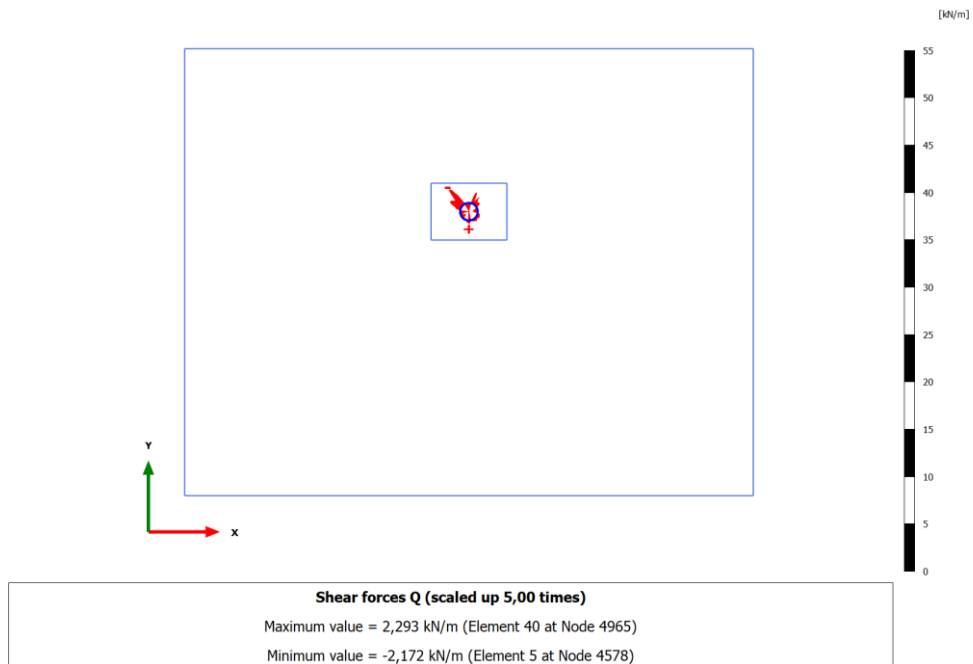 [kN/m]
55
50
45
40
35
30
25
20
15
10
5
0
Y
X
Shear forces Q (scaled up 5,00 times)
Maximum value = 2,293 kN/m (Element 40 at Node 4965)
Minimum value = -2,172 kN/m (Element 5 at Node 4578)